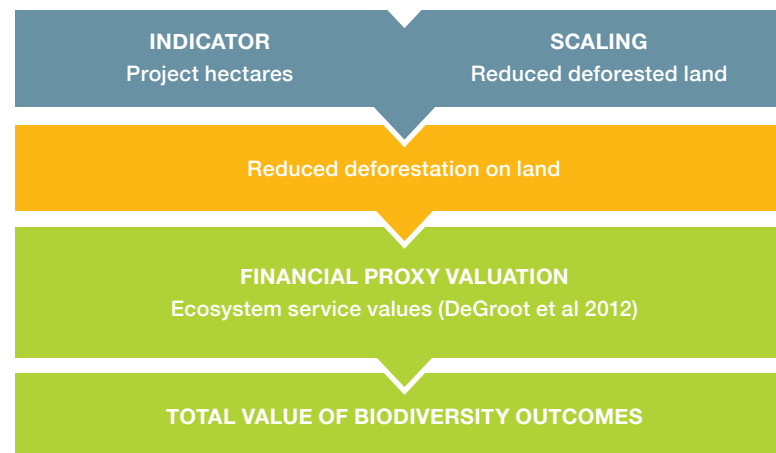 INDICATOR
Project hectares
SCALING
Reduced deforested land
Reduced deforestation on land
FINANCIAL PROXY VALUATION
Ecosystem service values (DeGroot et al 2012)
TOTAL VALUE OF BIODIVERSITY OUTCOMES